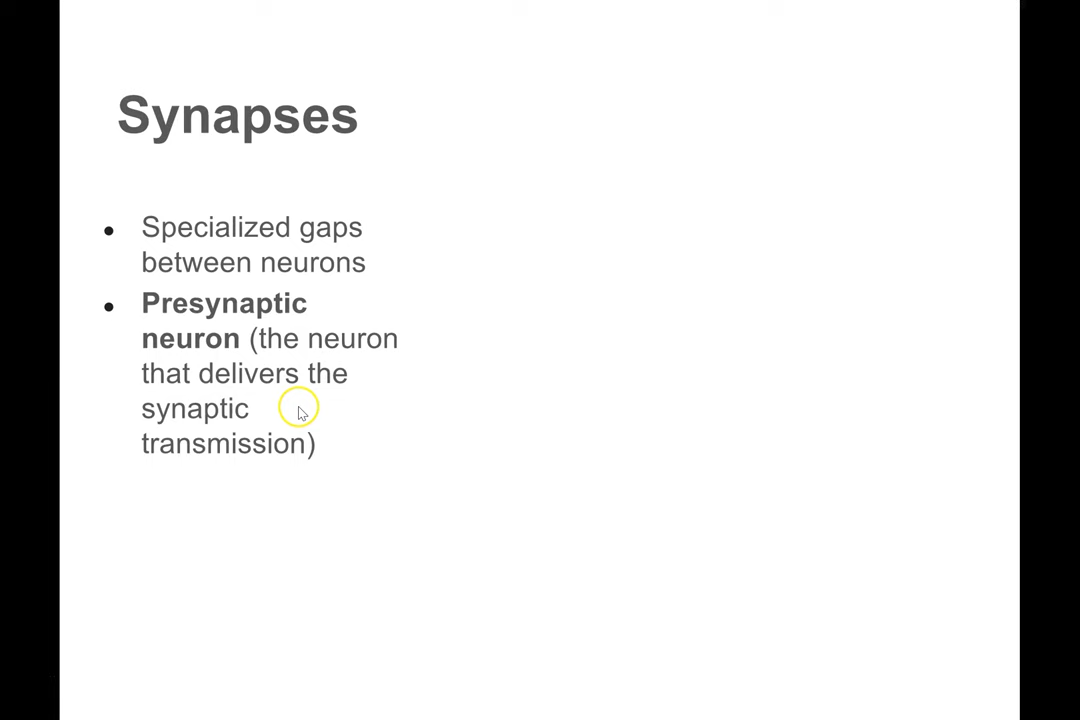 Synapses
● Specialized gaps
between neurons
● Presynaptic
neuron (the neuron
that delivers the
synaptic
transmission)